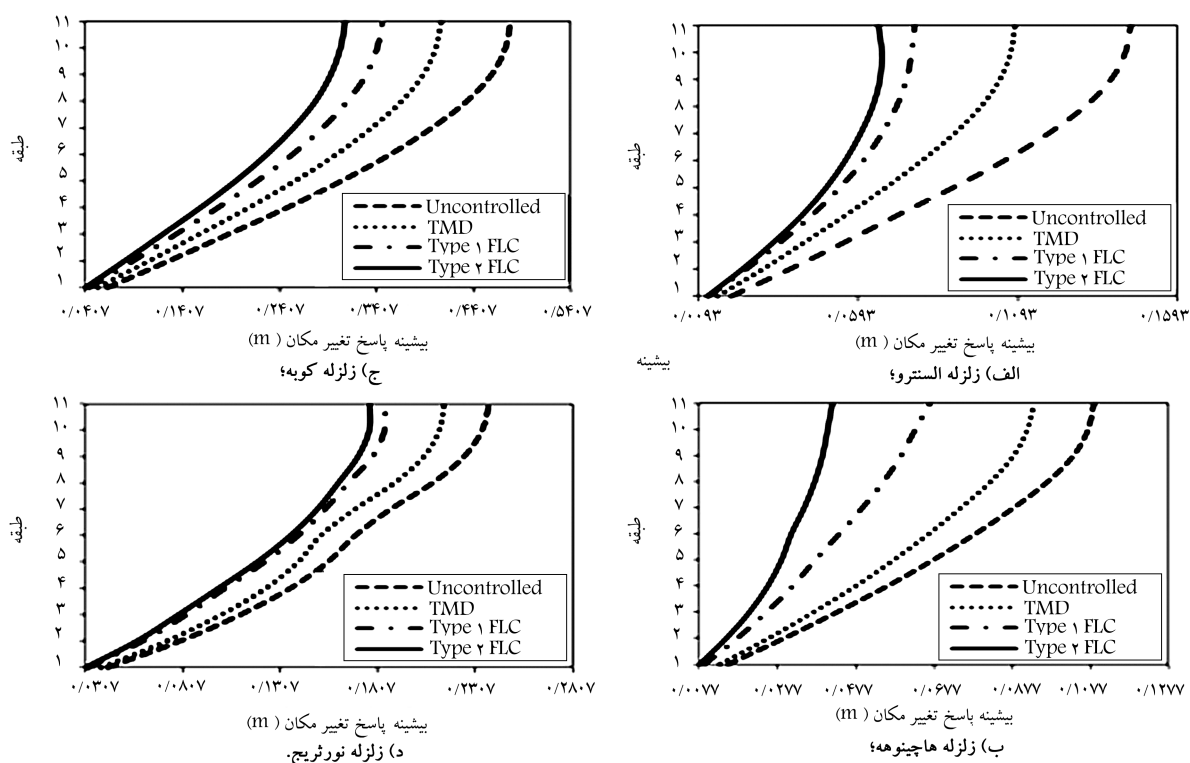 ۱۱
۱۰
۹
۸
۷
۶
۵
۴
۳
۲
۱
طبقه
Uncontrolled
TMD
Type ۱ FLC
Type ۲ FLC
۰/۰۰۹۳ ۰/۰۵۹۳ ۰/۱۰۹۳ ۰/۱۵۹۳
بیشینه پاسخ تغییر مکان ( m)
الف) زلزله السنترو؛
بیشینه
۱۱
۱۰
۹
۸
۷
۶
۵
۴
۳
۲
۱
طبقه
Uncontrolled
TMD
Type ۱ FLC
Type ۲ FLC
۰/۰۰۷۷ ۰/۰۲۷۷ ۰/۰۴۷۷ ۰/۰۶۷۷ ۰/۰۸۷۷ ۰/۱۰۷۷ ۰/۱۲۷۷
بیشینه پاسخ تغییر مکان ( m)
ب) زلزله هاچینوهه؛
۱۱
۱۰
۹
۸
۷
۶
۵
۴
۳
۲
۱
طبقه
Uncontrolled
TMD
Type ۱ FLC
Type ۲ FLC
۰/۰۴۰۷ ۰/۱۴۰۷ ۰/۲۴۰۷ ۰/۳۴۰۷ ۰/۴۴۰۷ ۰/۵۴۰۷
بیشینه پاسخ تغییر مکان ( m)
ج) زلزله کوبه؛
۱۱
۱۰
۹
۸
۷
۶
۵
۴
۳
۲
۱
طبقه
Uncontrolled
TMD
Type ۱ FLC
Type ۲ FLC
۰/۰۳۰۷ ۰/۰۸۰۷ ۰/۱۳۰۷ ۰/۱۸۰۷ ۰/۲۳۰۷ ۰/۲۸۰۷
بیشینه پاسخ تغییر مکان ( m)
د) زلزله نورثریج.